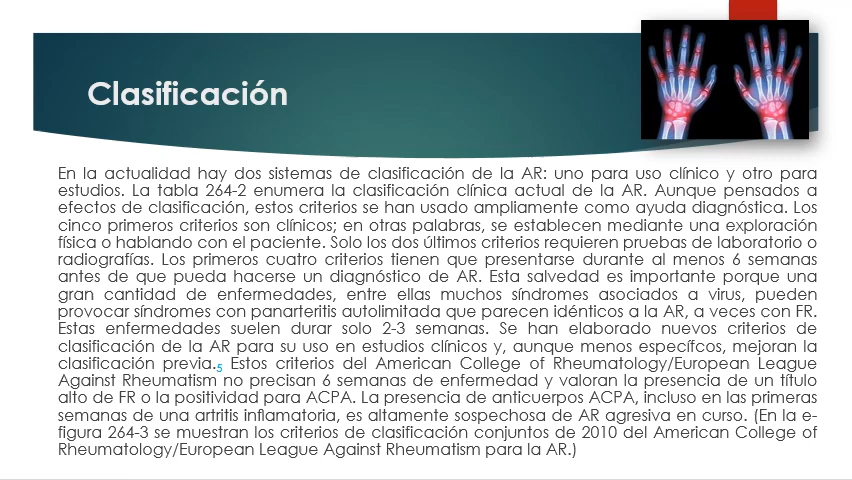 Clasificación
En la actualidad hay dos sistemas de clasificación de la AR: uno para uso clínico y otro para
estudios. La tabla 264-2 enumera la clasificación clínica actual de la AR. Aunque pensados a
efectos de clasificación, estos criterios se han usado ampliamente como ayuda diagnóstica. Los
cinco primeros criterios son clínicos; en otras palabras, se establecen mediante una exploración
física o hablando con el paciente. Solo los dos últimos criterios requieren pruebas de laboratorio o
radiografías. Los primeros cuatro criterios tienen que presentarse durante al menos 6 semanas
antes de que pueda hacerse un diagnóstico de AR. Esta salvedad es importante porque una
gran cantidad de enfermedades, entre ellas muchos síndromes asociados a virus, pueden
provocar síndromes con panarteritis autolimitada que parecen idénticos a la AR, a veces con FR.
Estas enfermedades suelen durar solo 2-3 semanas. Se han elaborado nuevos criterios de
clasificación de la AR para su uso en estudios clínicos y, aunque menos especíifcos, mejoran la
clasificación previa.5 Estos criterios del American College of Rheumatology/European League
Against Rheumatism no precisan 6 semanas de enfermedad y valoran la presencia de un título
alto de FR o la positividad para ACPA. La presencia de anticuerpos ACPA, incluso en las primeras
semanas de una artritis inflamatoria, es altamente sospechosa de AR agresiva en curso. (En la e-
figura 264-3 se muestran los criterios de clasificación conjuntos de 2010 del American College of
Rheumatology/European League Against Rheumatism para la AR.)